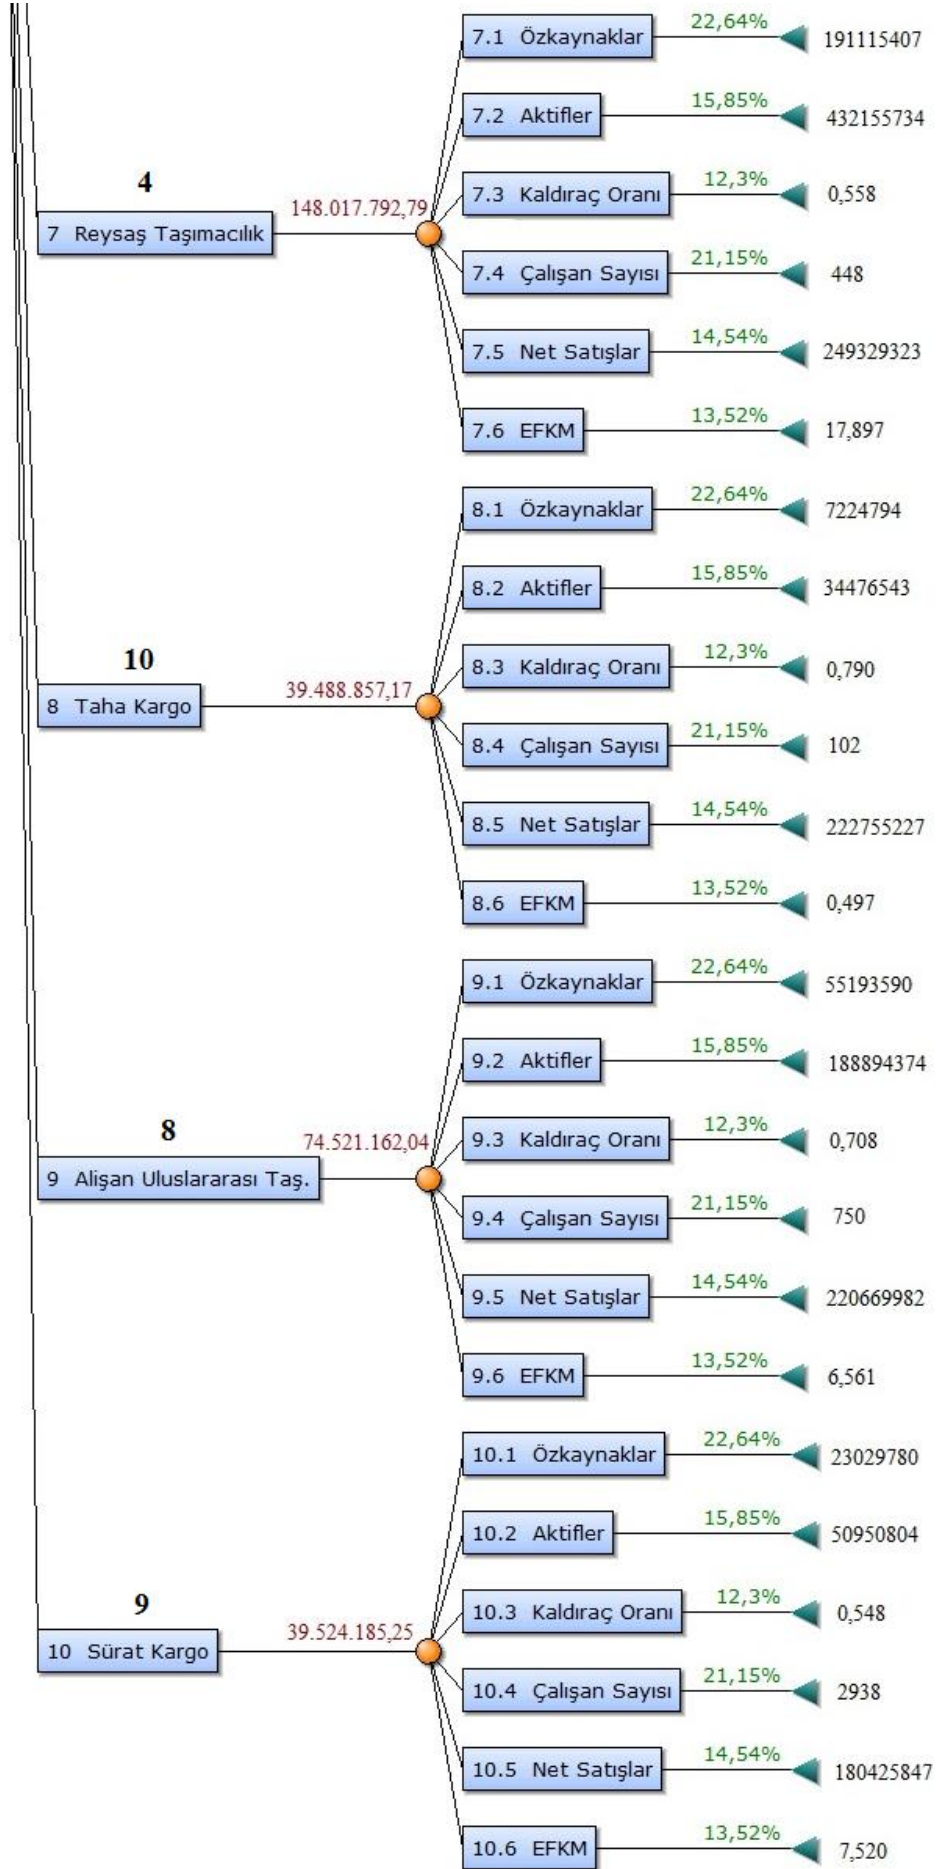 7.1 Özkaynaklar 22,64% 191115407
7.2 Aktifler 15,85% 432155734
4
7.3 Kaldıraç Oranı 12,3% 0,558
7 Reysaş Taşımacılık 148.017.792,79
7.4 Çalışan Sayısı 21,15% 448
7.5 Net Satışlar 14,54% 249329323
7.6 EFKM 13,52% 17,897
8.1 Özkaynaklar 22,64% 7224794
8.2 Aktifler 15,85% 34476543
10
8.3 Kaldıraç Oranı 12,3% 0,790
8 Taha Kargo 39.488.857,17
8.4 Çalışan Sayısı 21,15% 102
8.5 Net Satışlar 14,54% 222755227
8.6 EFKM 13,52% 0,497
9.1 Özkaynaklar 22,64% 55193590
9.2 Aktifler 15,85% 188894374
8
9.3 Kaldıraç Oranı 12,3% 0,708
9 Alişan Uluslararası Taş. 74.521.162,04
9.4 Çalışan Sayısı 21,15% 750
9.5 Net Satışlar 14,54% 220669982
9.6 EFKM 13,52% 6,561
10.1 Özkaynaklar 22,64% 23029780
10.2 Aktifler 15,85% 50950804
9
10.3 Kaldıraç Oranı 12,3% 0,548
10 Sürat Kargo 39.524.185,25
10.4 Çalışan Sayısı 21,15% 2938
10.5 Net Satışlar 14,54% 180425847
10.6 EFKM 13,52% 7,520